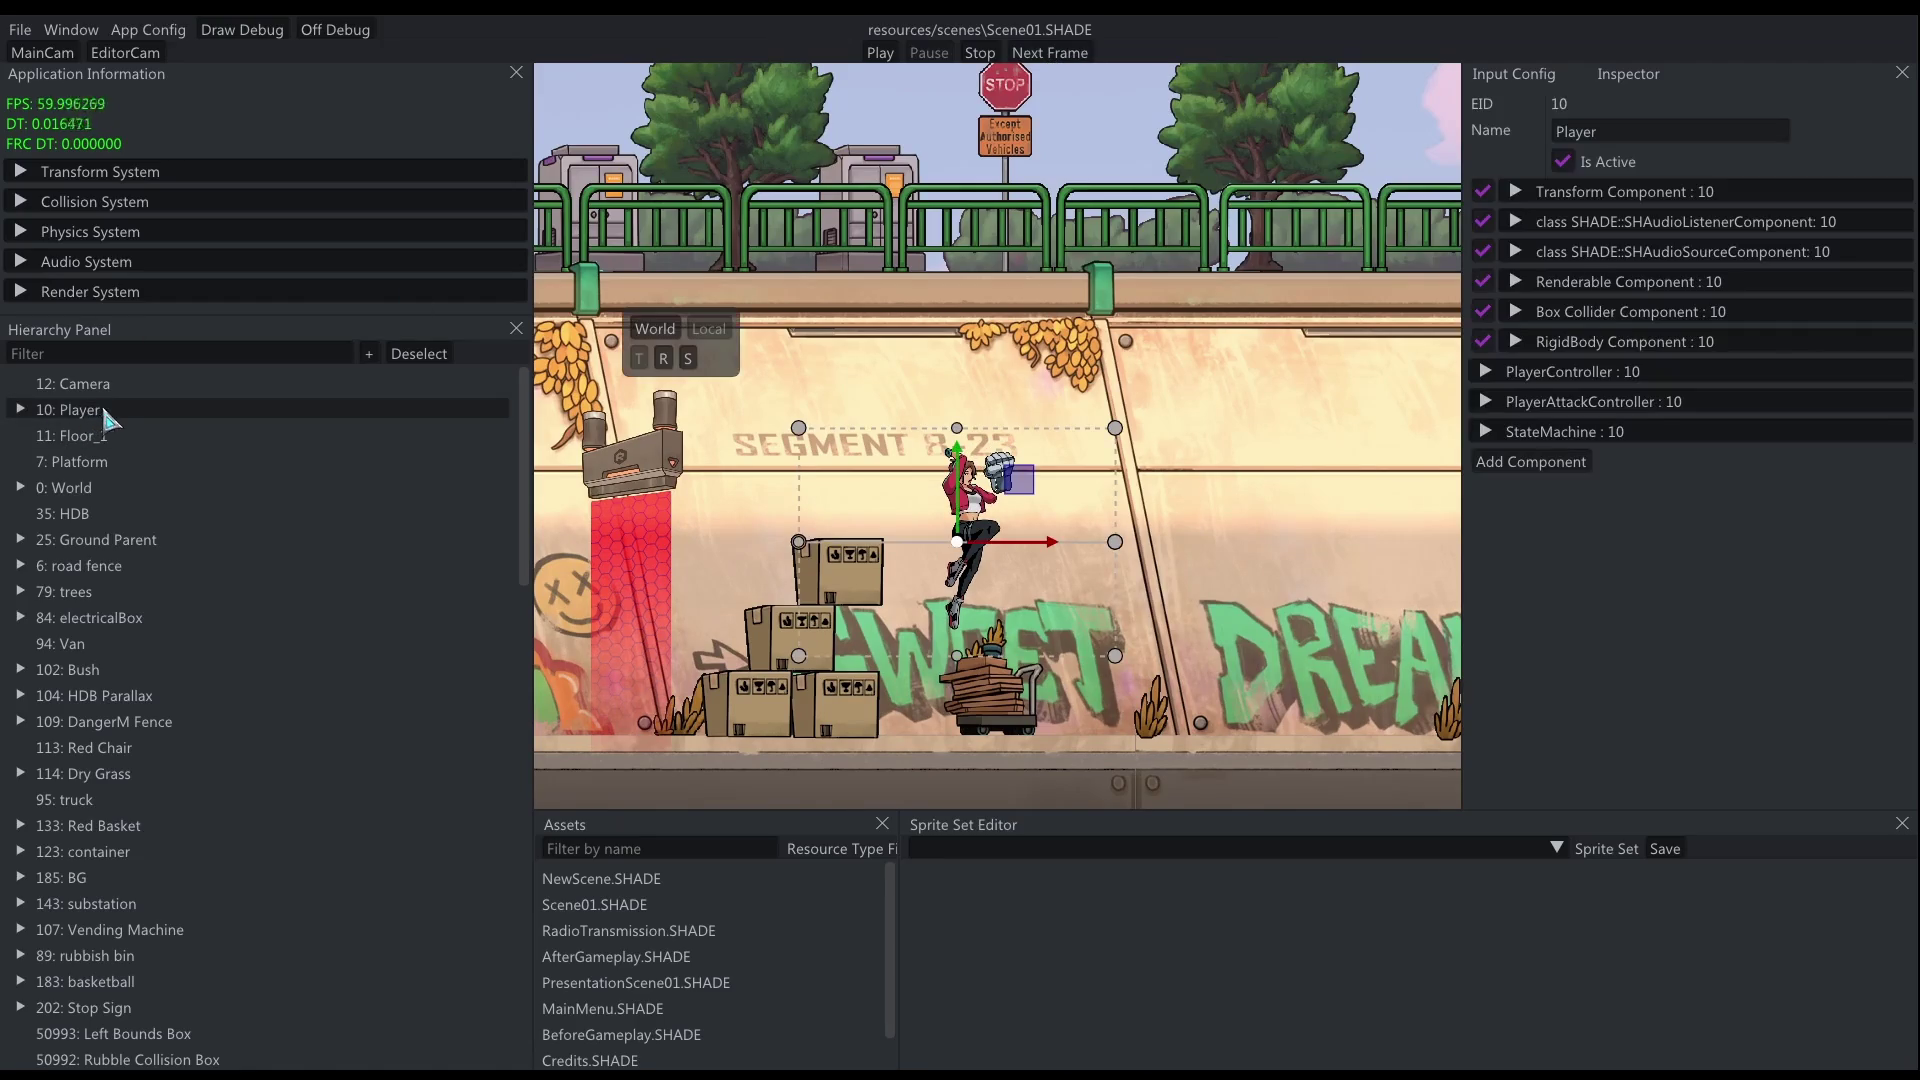 File Window App Config Draw Debug Off Debug
resources/scenes\Scene01.SHADE
MainCam EditorCam
Play Pause Stop Next Frame
Application Information
FPS: 59.996269
DT: 0.016471
FRC DT: 0.000000
Transform System
Collision System
Physics System
Audio System
Render System
Hierarchy Panel
Filter + Deselect
12: Camera
10: Player
11: Floor_1
7: Platform
0: World
35: HDB
25: Ground Parent
6: road fence
79: trees
84: electricalBox
94: Van
102: Bush
104: HDB Parallax
109: DangerM Fence
113: Red Chair
114: Dry Grass
95: truck
133: Red Basket
123: container
185: BG
143: substation
107: Vending Machine
89: rubbish bin
183: basketball
202: Stop Sign
50993: Left Bounds Box
50992: Rubble Collision Box
STOP
Except
Authorised
Vehicles
World Local
T R S
SEGMENT 8-23
SWEET DREAM
Assets
Filter by name Resource Type Fi
NewScene.SHADE
Scene01.SHADE
RadioTransmission.SHADE
AfterGameplay.SHADE
PresentationScene01.SHADE
MainMenu.SHADE
BeforeGameplay.SHADE
Credits.SHADE
Sprite Set Editor
Sprite Set Save
Input Config Inspector
EID 10
Name Player
Is Active
Transform Component : 10
class SHADE::SHAudioListenerComponent: 10
class SHADE::SHAudioSourceComponent: 10
Renderable Component : 10
Box Collider Component : 10
RigidBody Component : 10
PlayerController : 10
PlayerAttackController : 10
StateMachine : 10
Add Component